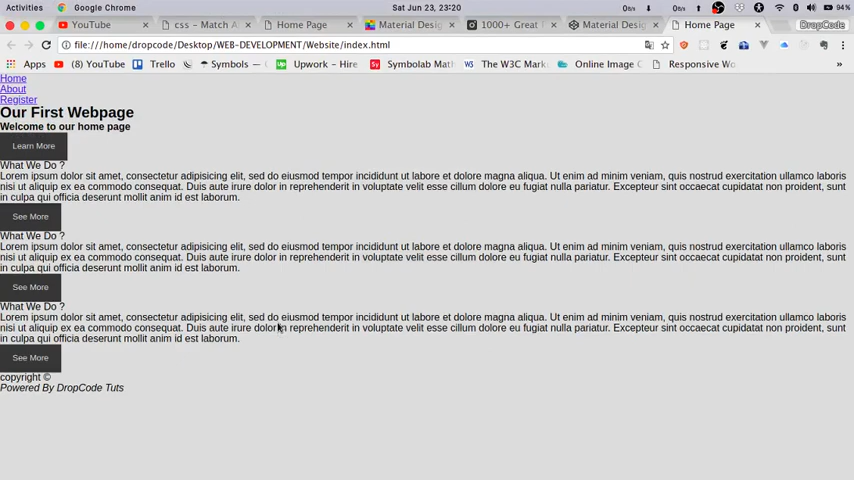 Activities Google Chrome Sat Jun 23, 23:20 0n/s 0n/s 94%
YouTube css - Match A Home Page Material Desig 1000+ Great Material Desig Home Page DropCode
file:///home/dropcode/Desktop/WEB-DEVELOPMENT/Website/index.html
Apps (8) YouTube Trello Symbols — Upwork - Hire Symbolab Mat The W3C Mark Online Image Responsive Wo
Home
About
Register
Our First Webpage
Welcome to our home page
Learn More
What We Do ?
Lorem ipsum dolor sit amet, consectetur adipisicing elit, sed do eiusmod tempor incididunt ut labore et dolore magna aliqua. Ut enim ad minim veniam, quis nostrud exercitation ullamco laboris
nisi ut aliquip ex ea commodo consequat. Duis aute irure dolor in reprehenderit in voluptate velit esse cillum dolore eu fugiat nulla pariatur. Excepteur sint occaecat cupidatat non proident, sunt
in culpa qui officia deserunt mollit anim id est laborum.
See More
What We Do ?
Lorem ipsum dolor sit amet, consectetur adipisicing elit, sed do eiusmod tempor incididunt ut labore et dolore magna aliqua. Ut enim ad minim veniam, quis nostrud exercitation ullamco laboris
nisi ut aliquip ex ea commodo consequat. Duis aute irure dolor in reprehenderit in voluptate velit esse cillum dolore eu fugiat nulla pariatur. Excepteur sint occaecat cupidatat non proident, sunt
in culpa qui officia deserunt mollit anim id est laborum.
See More
What We Do ?
Lorem ipsum dolor sit amet, consectetur adipisicing elit, sed do eiusmod tempor incididunt ut labore et dolore magna aliqua. Ut enim ad minim veniam, quis nostrud exercitation ullamco laboris
nisi ut aliquip ex ea commodo consequat. Duis aute irure dolor in reprehenderit in voluptate velit esse cillum dolore eu fugiat nulla pariatur. Excepteur sint occaecat cupidatat non proident, sunt
in culpa qui officia deserunt mollit anim id est laborum.
See More
copyright ©
Powered By DropCode Tuts